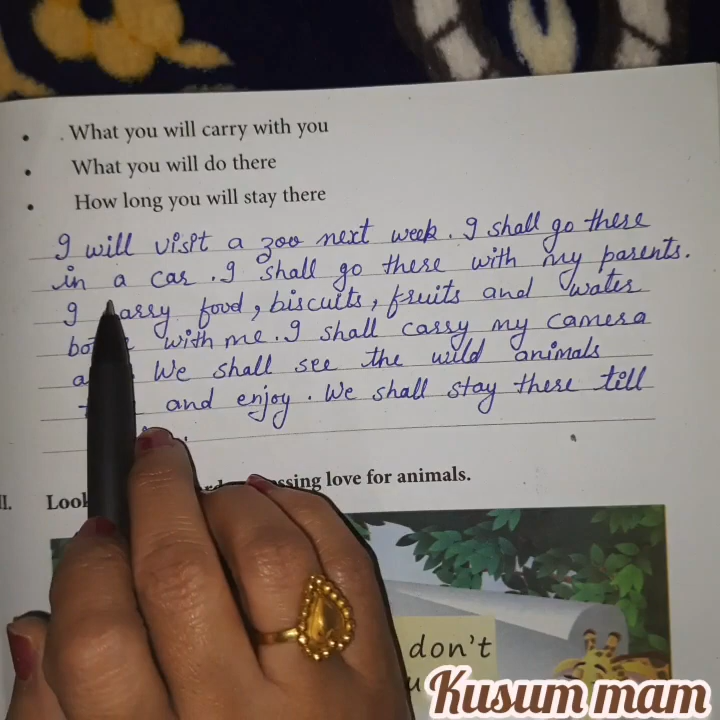 . What you will carry with you
What you will do there
How long you will stay there
I will visit a zoo next week. I shall go there
in a car. I shall go there with my parents.
I carry food, biscuits, fruits and water
with me. I shall carry my camera
We shall see the wild animals
and enjoy. We shall stay there till
II. Look love for animals.
don't
Kusum mam